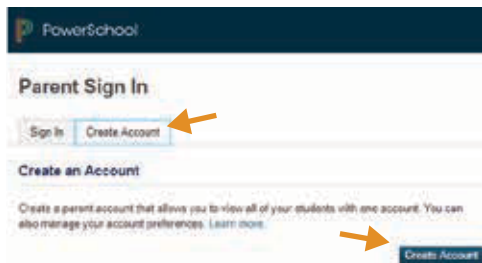 PowerSchool
Parent Sign In
Sign In Create Account
Create an Account
Create a parent account that allows you to view all of your students with one account. You can
also manage your account preferences. Learn more.
Create Account